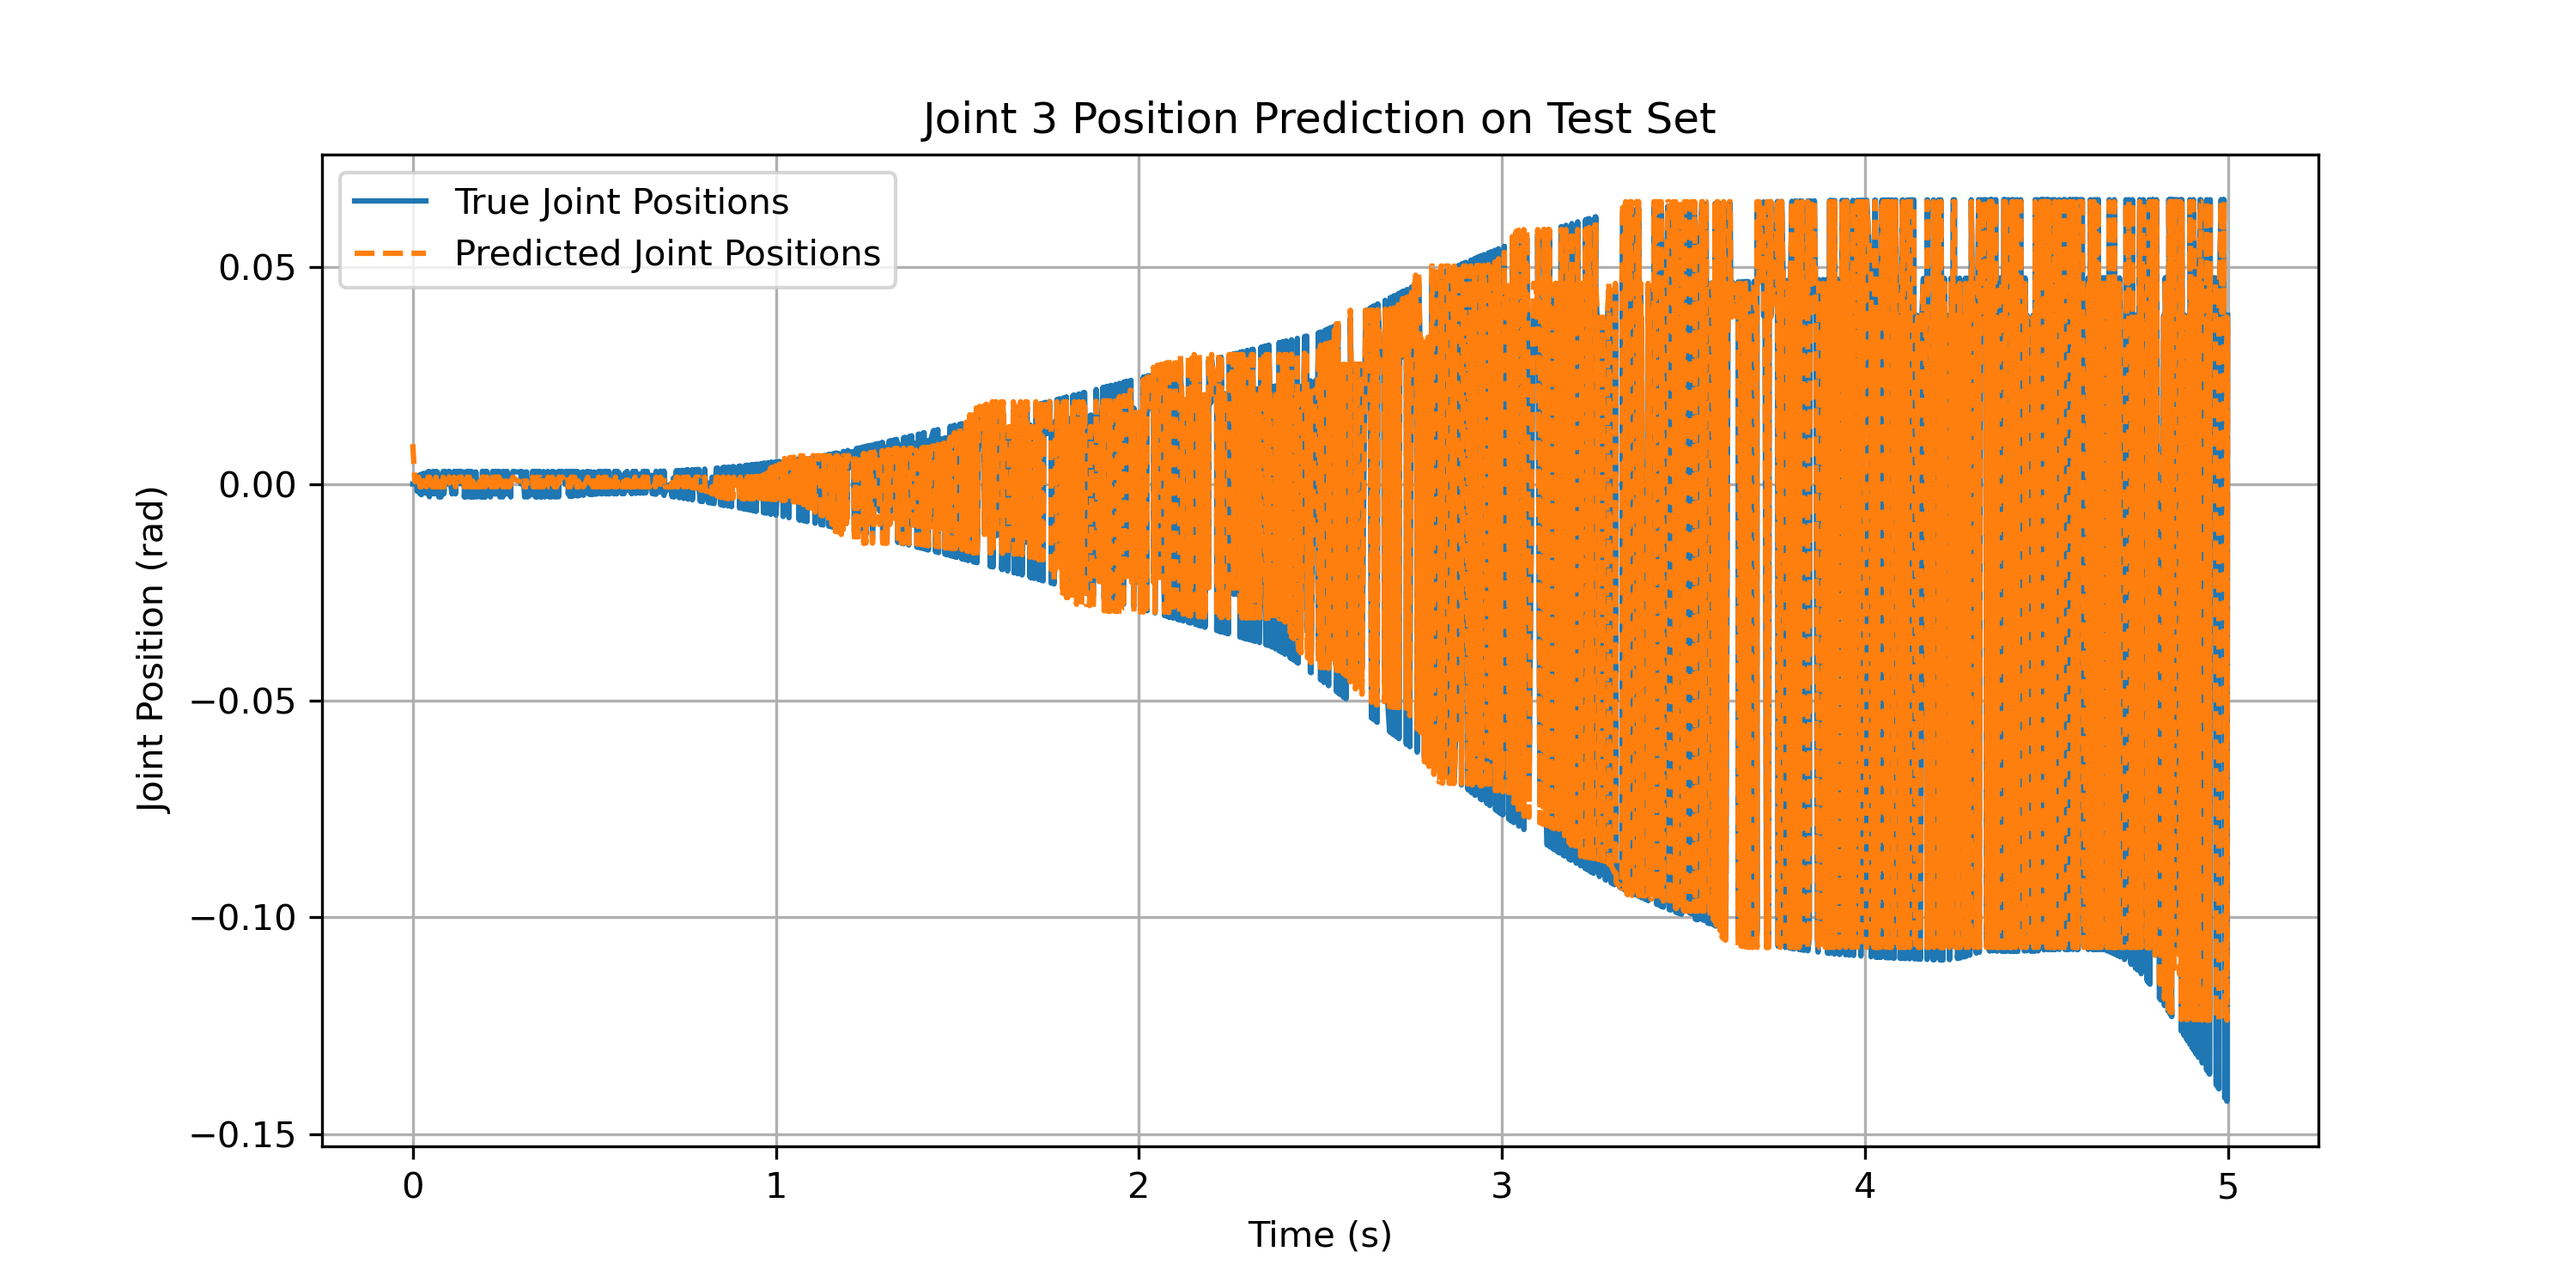 Joint 3 Position Prediction on Test Set
True Joint Positions
Predicted Joint Positions
Joint Position (rad)
0.05
0.00
−0.05
−0.10
−0.15
0 1 2 3 4 5
Time (s)